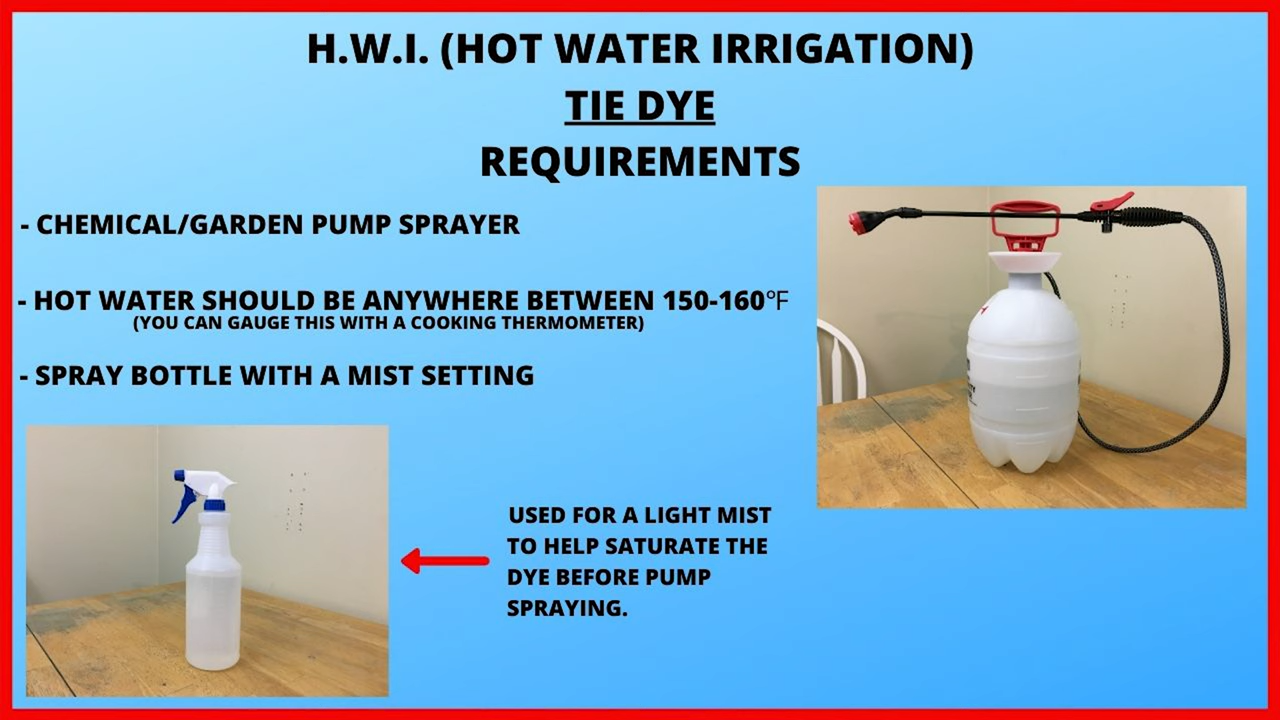 H.W.I. (HOT WATER IRRIGATION)
TIE DYE
REQUIREMENTS
- CHEMICAL/GARDEN PUMP SPRAYER
- HOT WATER SHOULD BE ANYWHERE BETWEEN 150-160°F
(YOU CAN GAUGE THIS WITH A COOKING THERMOMETER)
- SPRAY BOTTLE WITH A MIST SETTING
USED FOR A LIGHT MIST
TO HELP SATURATE THE
DYE BEFORE PUMP
SPRAYING.